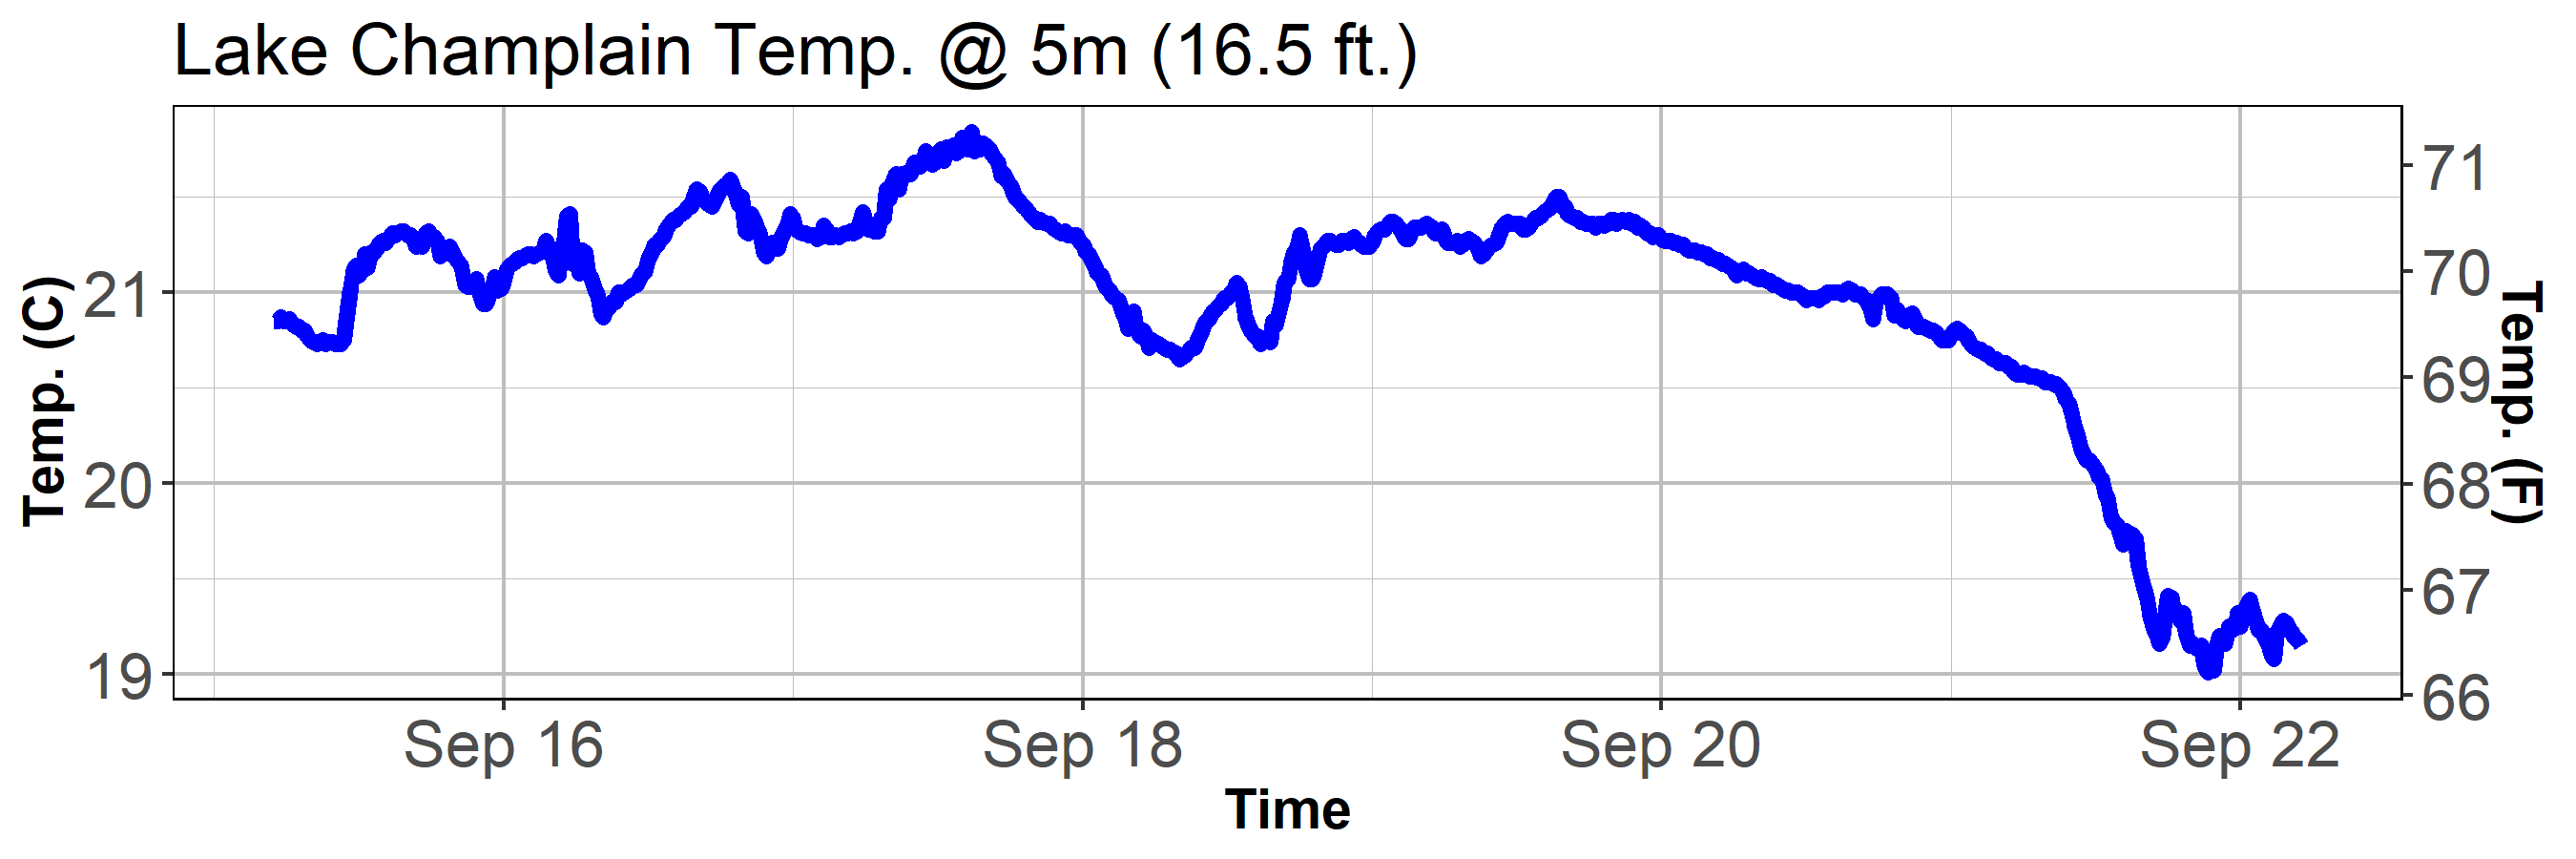 Lake Champlain Temp. @ 5m (16.5 ft.)
Temp. (C)
21
20
19
71
70
69
68
67
66
Temp. (F)
Sep 16
Sep 18
Sep 20
Sep 22
Time